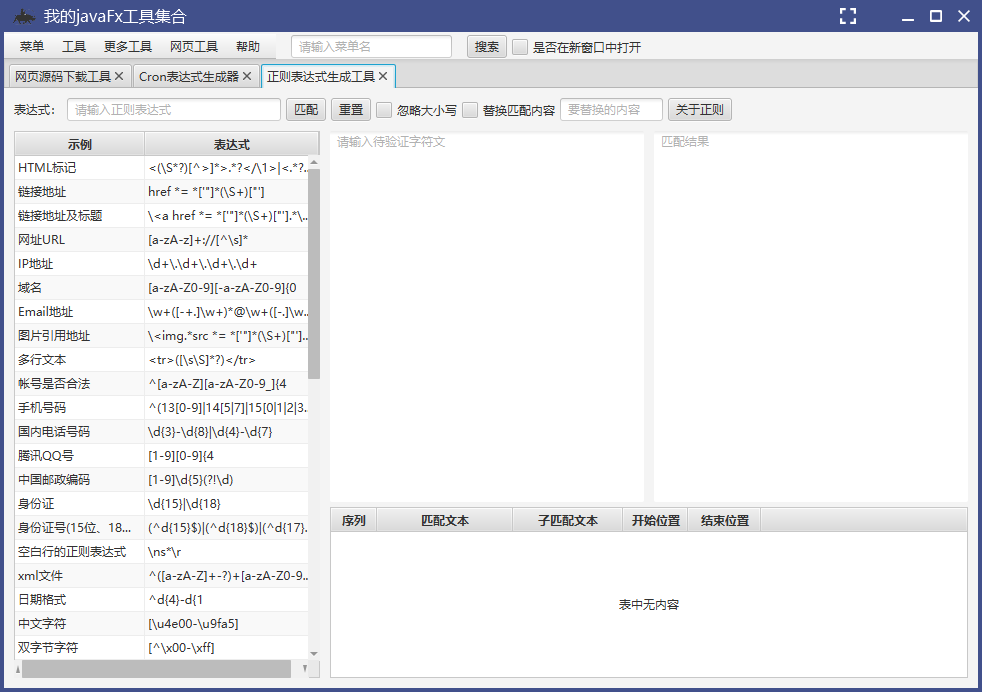 我的javaFx工具集合
菜单 工具 更多工具 网页工具 帮助 请输入菜单名 搜索 是否在新窗口中打开
网页源码下载工具 Cron表达式生成器 正则表达式生成工具
表达式: 请输入正则表达式 匹配 重置 忽略大小写 替换匹配内容 要替换的内容 关于正则
示例 表达式
HTML标记 <(\S*?)[^>]*>.*?</\1>|<.*?...
链接地址 href *= *['"]*(\S+)["']
链接地址及标题 \<a href *= *['"]*(\S+)["'].*\...
网址URL [a-zA-z]+://[^\s]*
IP地址 \d+\.\d+\.\d+\.\d+
域名 [a-zA-Z0-9][-a-zA-Z0-9]{0
Email地址 \w+([-+.]\w+)*@\w+([-.]\w...
图片引用地址 \<img.*src *= *['"]*(\S+)["']...
多行文本 <tr>([\s\S]*?)</tr>
帐号是否合法 ^[a-zA-Z][a-zA-Z0-9_]{4
手机号码 ^(13[0-9]|14[5|7]|15[0|1|2|3...
国内电话号码 \d{3}-\d{8}|\d{4}-\d{7}
腾讯QQ号 [1-9][0-9]{4
中国邮政编码 [1-9]\d{5}(?!\d)
身份证 \d{15}|\d{18}
身份证号(15位、18... (^d{15}$)|(^d{18}$)|(^d{17}...
空白行的正则表达式 \ns*\r
xml文件 ^([a-zA-Z]+-?)+[a-zA-Z0-9...
日期格式 ^d{4}-d{1
中文字符 [\u4e00-\u9fa5]
双字节字符 [^\x00-\xff]
请输入待验证字符文
匹配结果
序列 匹配文本 子匹配文本 开始位置 结束位置
表中无内容